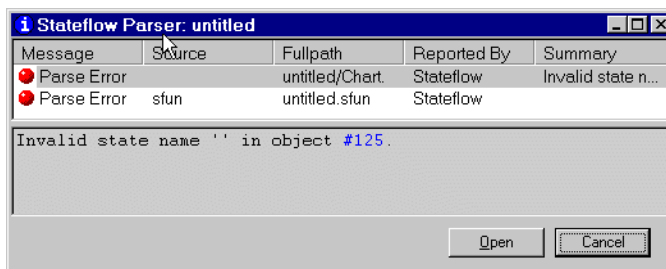 Stateflow Parser: untitled
Message Source Fullpath Reported By Summary
Parse Error untitled/Chart. Stateflow Invalid state n...
Parse Error sfun untitled.sfun Stateflow
Invalid state name '' in object #125.
Open Cancel